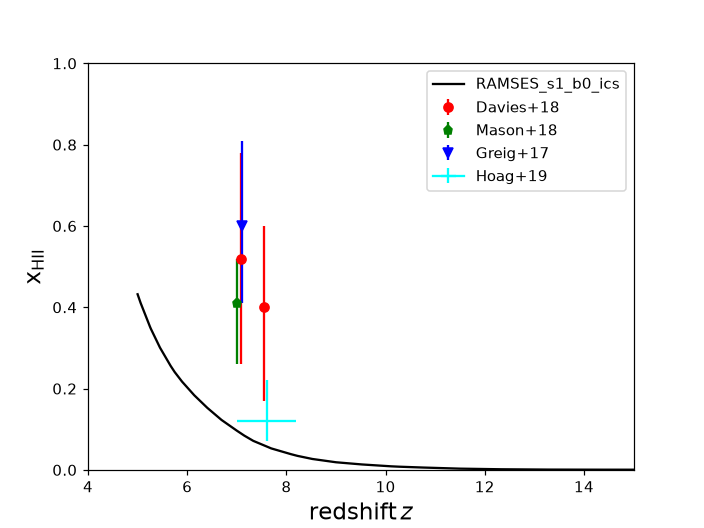 1.0
0.8
0.6
0.4
0.2
0.0
xHII
4 6 8 10 12 14
redshift z
RAMSES_s1_b0_ics
Davies+18
Mason+18
Greig+17
Hoag+19